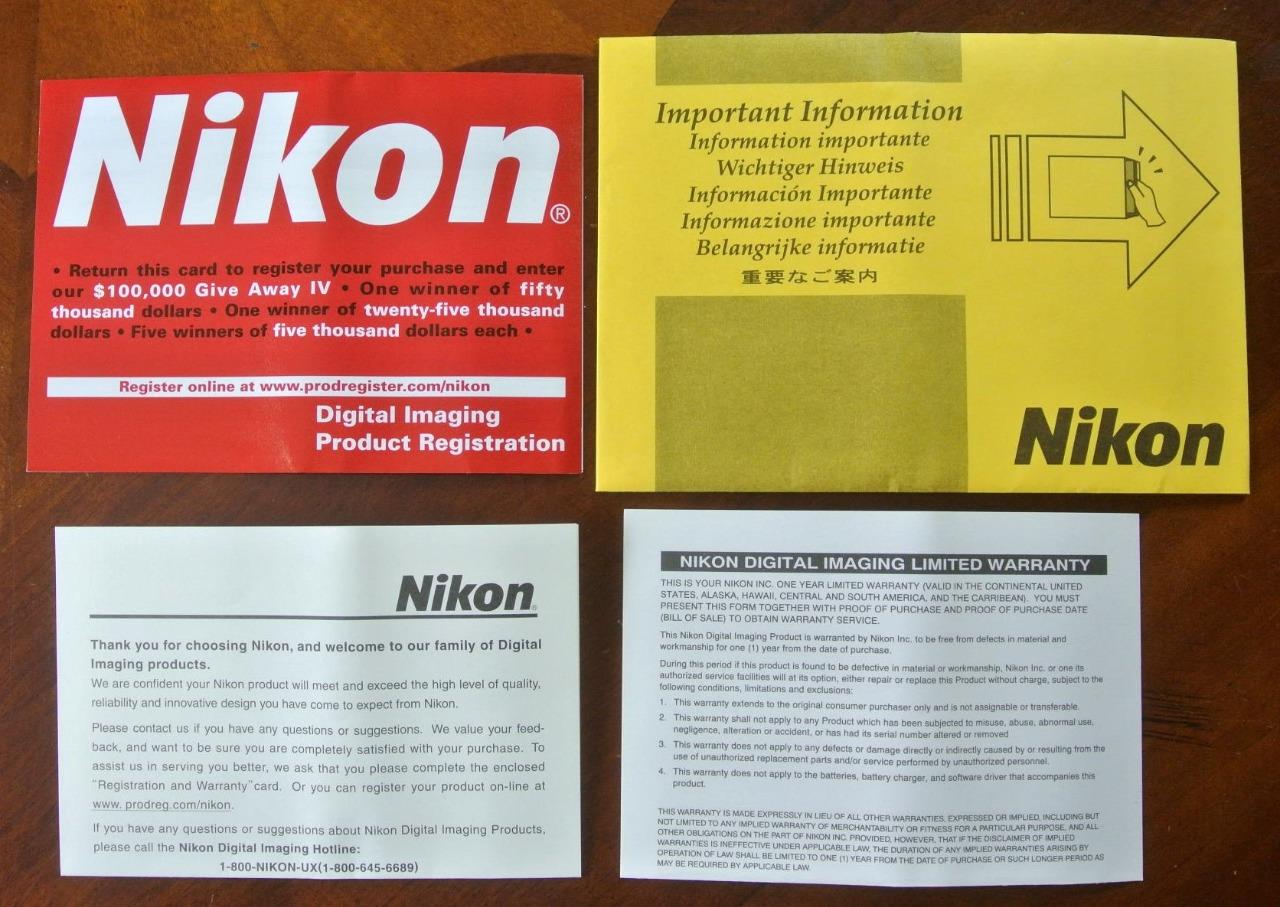 Nikon®
• Return this card to register your purchase and enter
our $100,000 Give Away IV • One winner of fifty
thousand dollars • One winner of twenty-five thousand
dollars • Five winners of five thousand dollars each •
Register online at www.prodregister.com/nikon
Digital Imaging
Product Registration
Important Information
Information importante
Wichtiger Hinweis
Información Importante
Informazione importante
Belangrijke informatie
重要なご案内
Nikon
Nikon®
Thank you for choosing Nikon, and welcome to our family of Digital
Imaging products.
We are confident your Nikon product will meet and exceed the high level of quality,
reliability and innovative design you have come to expect from Nikon.
Please contact us if you have any questions or suggestions. We value your feed-
back, and want to be sure you are completely satisfied with your purchase. To
assist us in serving you better, we ask that you please complete the enclosed
"Registration and Warranty"card. Or you can register your product on-line at
www. prodreg.com/nikon.
If you have any questions or suggestions about Nikon Digital Imaging Products,
please call the Nikon Digital Imaging Hotline:
1-800-NIKON-UX(1-800-645-6689)
NIKON DIGITAL IMAGING LIMITED WARRANTY
THIS IS YOUR NIKON INC. ONE YEAR LIMITED WARRANTY (VALID IN THE CONTINENTAL UNITED
STATES, ALASKA, HAWAII, CENTRAL AND SOUTH AMERICA, AND THE CARRIBEAN). YOU MUST
PRESENT THIS FORM TOGETHER WITH PROOF OF PURCHASE AND PROOF OF PURCHASE DATE
(BILL OF SALE) TO OBTAIN WARRANTY SERVICE.
This Nikon Digital Imaging Product is warranted by Nikon Inc. to be free from defects in material and
workmanship for one (1) year from the date of purchase.
During this period if this product is found to be defective in material or workmanship, Nikon Inc. or one its
authorized service facilities will at its option, either repair or replace this Product without charge, subject to the
following conditions, limitations and exclusions:
1. This warranty extends to the original consumer purchaser only and is not assignable or transferable.
2. This warranty shall not apply to any Product which has been subjected to misuse, abuse, abnormal use,
negligence, alteration or accident, or has had its serial number altered or removed
3. This warranty does not apply to any defects or damage directly or indirectly caused by or resulting from the
use of unauthorized replacement parts and/or service performed by unauthorized personnel.
4. This warranty does not apply to the batteries, battery charger, and software driver that accompanies this
product.
THIS WARRANTY IS MADE EXPRESSLY IN LIEU OF ALL OTHER WARRANTIES, EXPRESSED OR IMPLIED, INCLUDING BUT
NOT LIMITED TO ANY IMPLIED WARRANTY OF MERCHANTABILITY OR FITNESS FOR A PARTICULAR PURPOSE, AND ALL
OTHER OBLIGATIONS ON THE PART OF NIKON INC. PROVIDED, HOWEVER, THAT IF THE DISCLAIMER OF IMPLIED
WARRANTIES IS INEFFECTIVE UNDER APPLICABLE LAW, THE DURATION OF ANY IMPLIED WARRANTIES ARISING BY
OPERATION OF LAW SHALL BE LIMITED TO ONE (1) YEAR FROM THE DATE OF PURCHASE OR SUCH LONGER PERIOD AS
MAY BE REQUIRED BY APPLICABLE LAW.